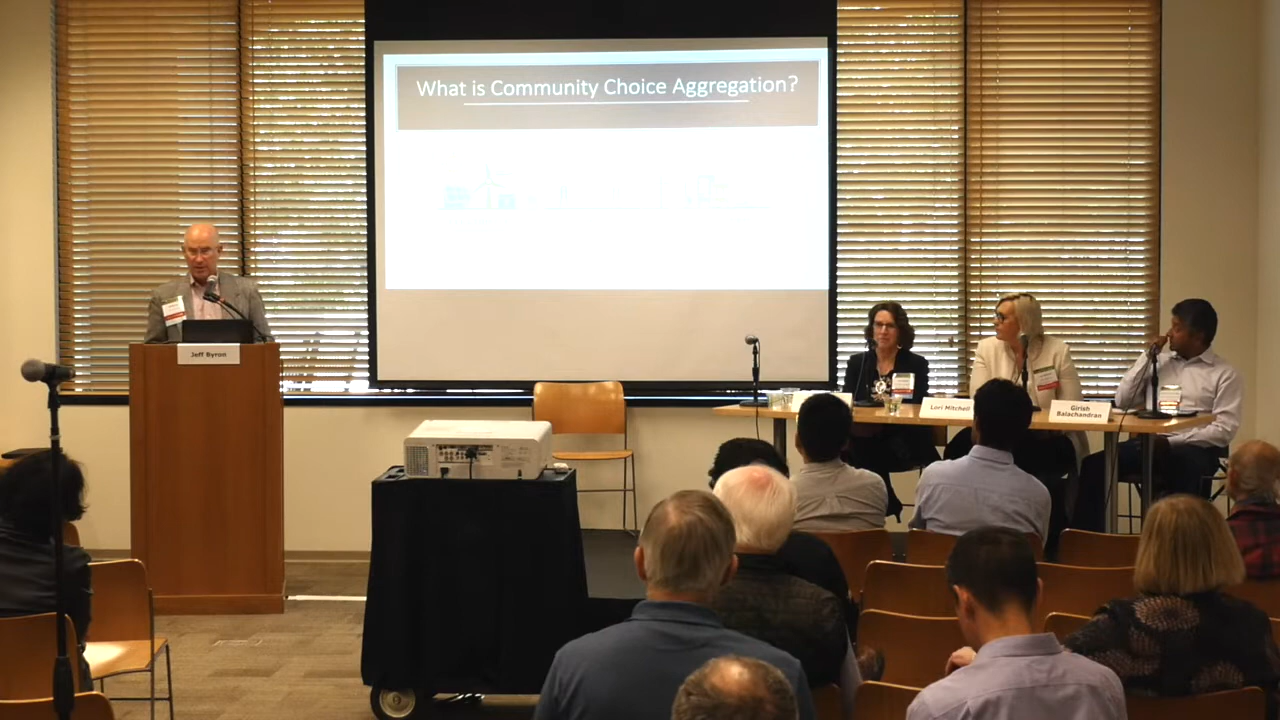 What is Community Choice Aggregation?
Jeff Byron
Lori Mitchell
Girish
Balachandran